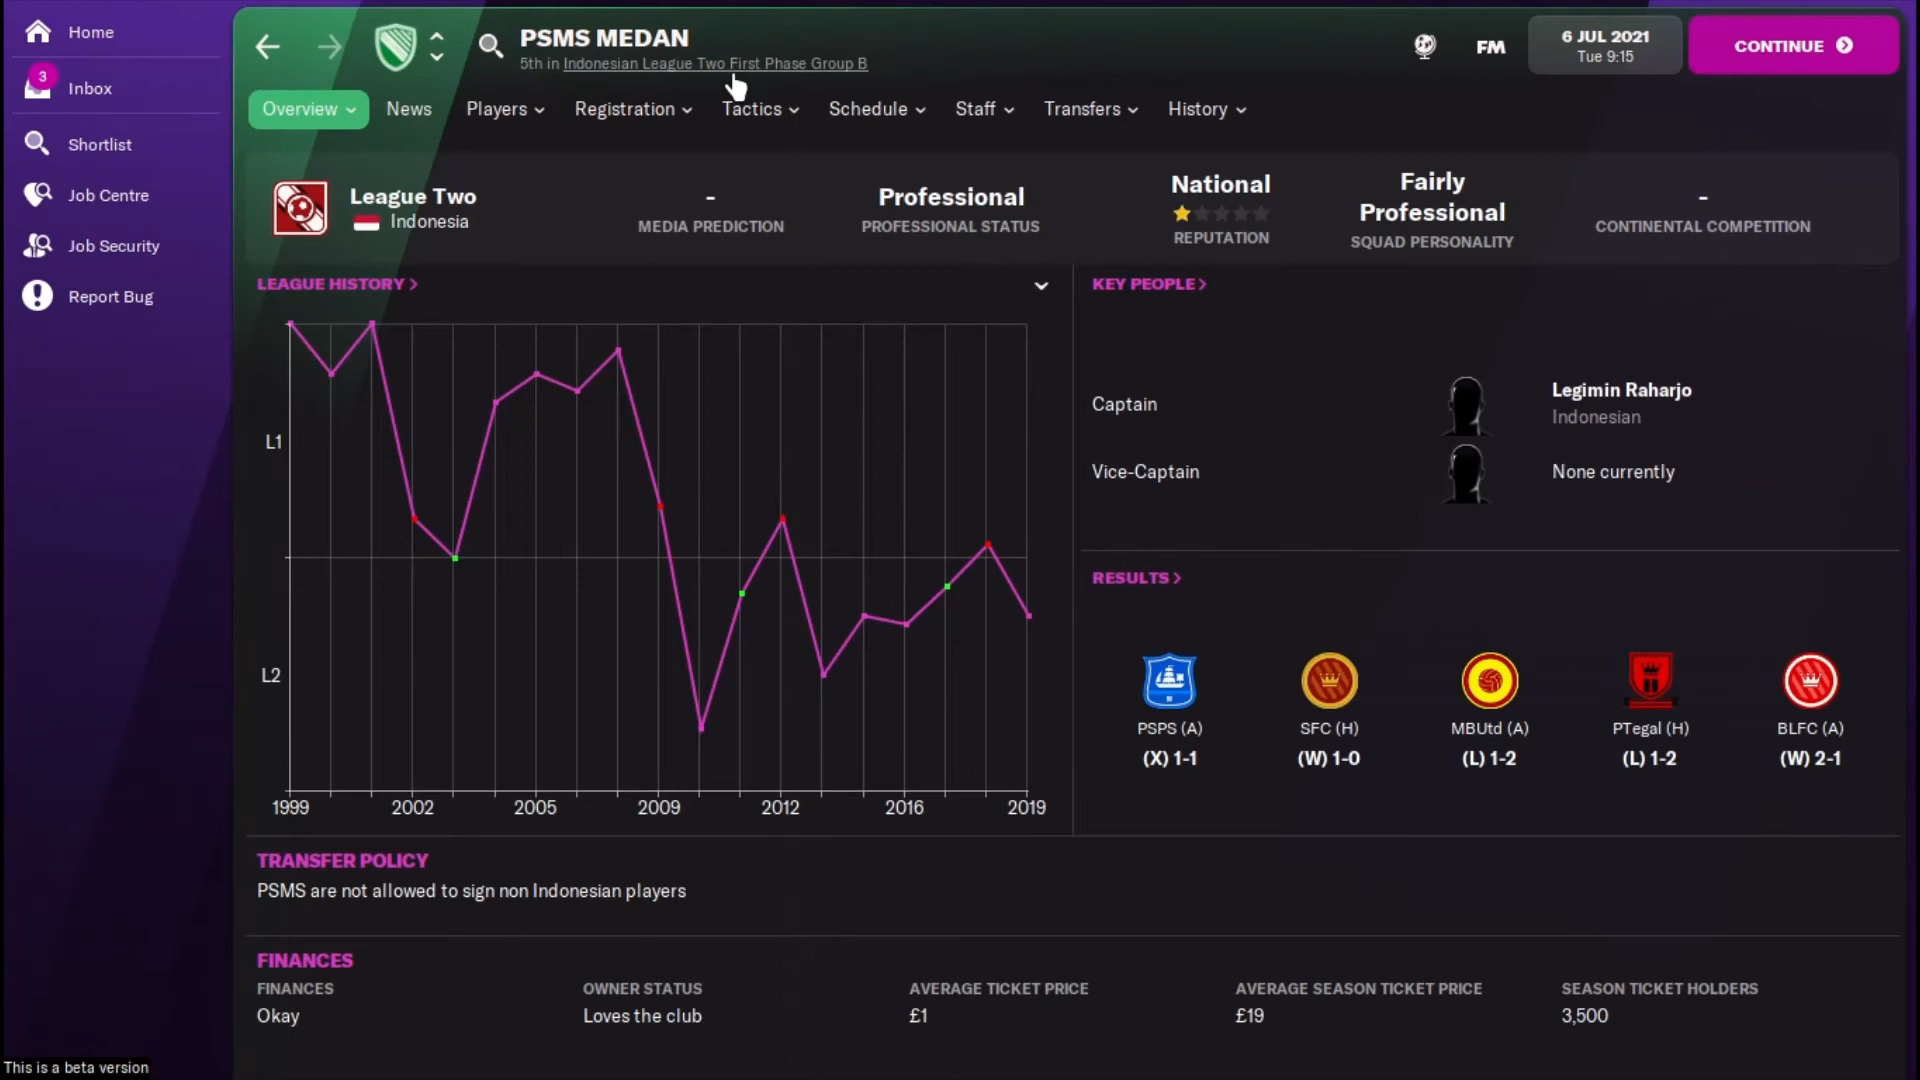 Home
3
Inbox
Shortlist
Job Centre
Job Security
Report Bug
PSMS MEDAN
5th in Indonesian League Two First Phase Group B
FM
6 JUL 2021
Tue 9:15
CONTINUE
Overview
News
Players
Registration
Tactics
Schedule
Staff
Transfers
History
League Two
Indonesia
-
MEDIA PREDICTION
Professional
PROFESSIONAL STATUS
National
REPUTATION
Fairly
Professional
SQUAD PERSONALITY
-
CONTINENTAL COMPETITION
LEAGUE HISTORY >
L1
L2
1999 2002 2005 2009 2012 2016 2019
KEY PEOPLE >
Captain
Legimin Raharjo
Indonesian
Vice-Captain
None currently
RESULTS >
PSPS (A) SFC (H) MBUtd (A) PTegal (H) BLFC (A)
(X) 1-1 (W) 1-0 (L) 1-2 (L) 1-2 (W) 2-1
TRANSFER POLICY
PSMS are not allowed to sign non Indonesian players
FINANCES
FINANCES OWNER STATUS AVERAGE TICKET PRICE AVERAGE SEASON TICKET PRICE SEASON TICKET HOLDERS
Okay Loves the club £1 £19 3,500
This is a beta version